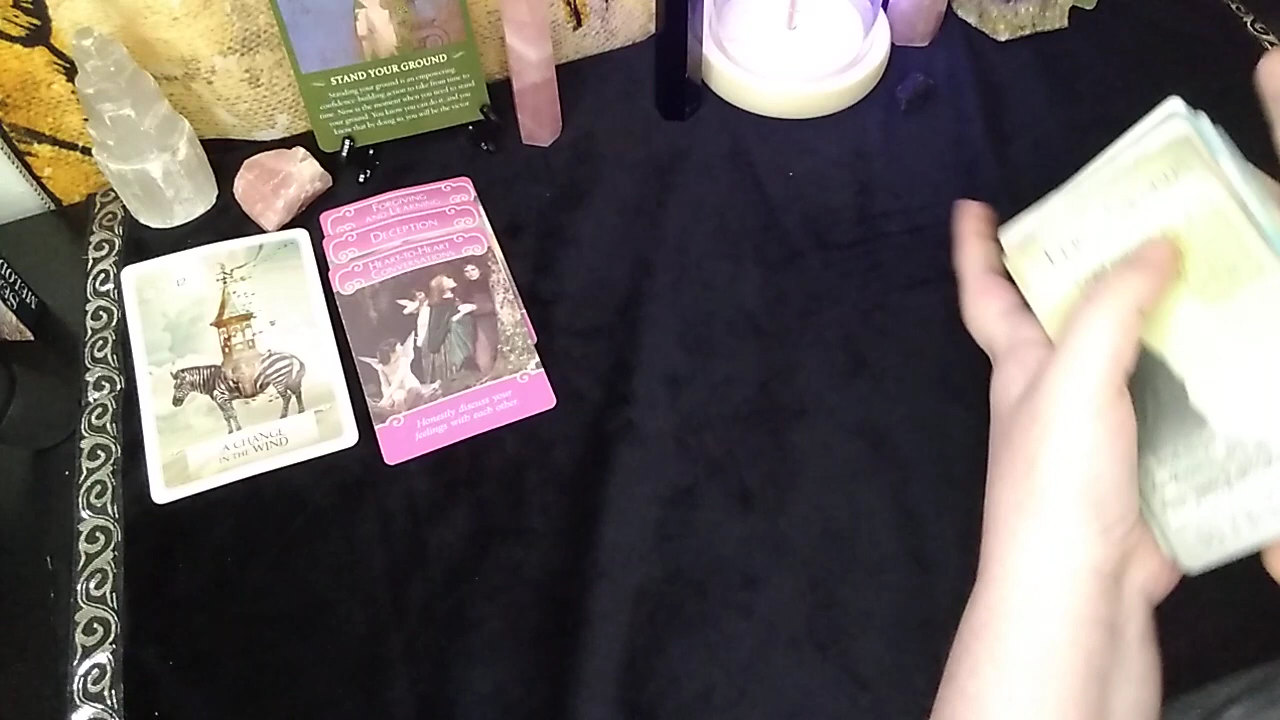 STAND YOUR GROUND
Standing your ground is an empowering,
confidence-building action to take from time to
time. Now is the moment when you need to stand
your ground. You know you can do it, and you
know that by doing so, you will be the victor
FORGIVING
AND LEARNING
DECEPTION
HEART-TO-HEART
CONVERSATIONS
Honestly discuss your
feelings with each other.
12
A CHANGE
IN THE WIND